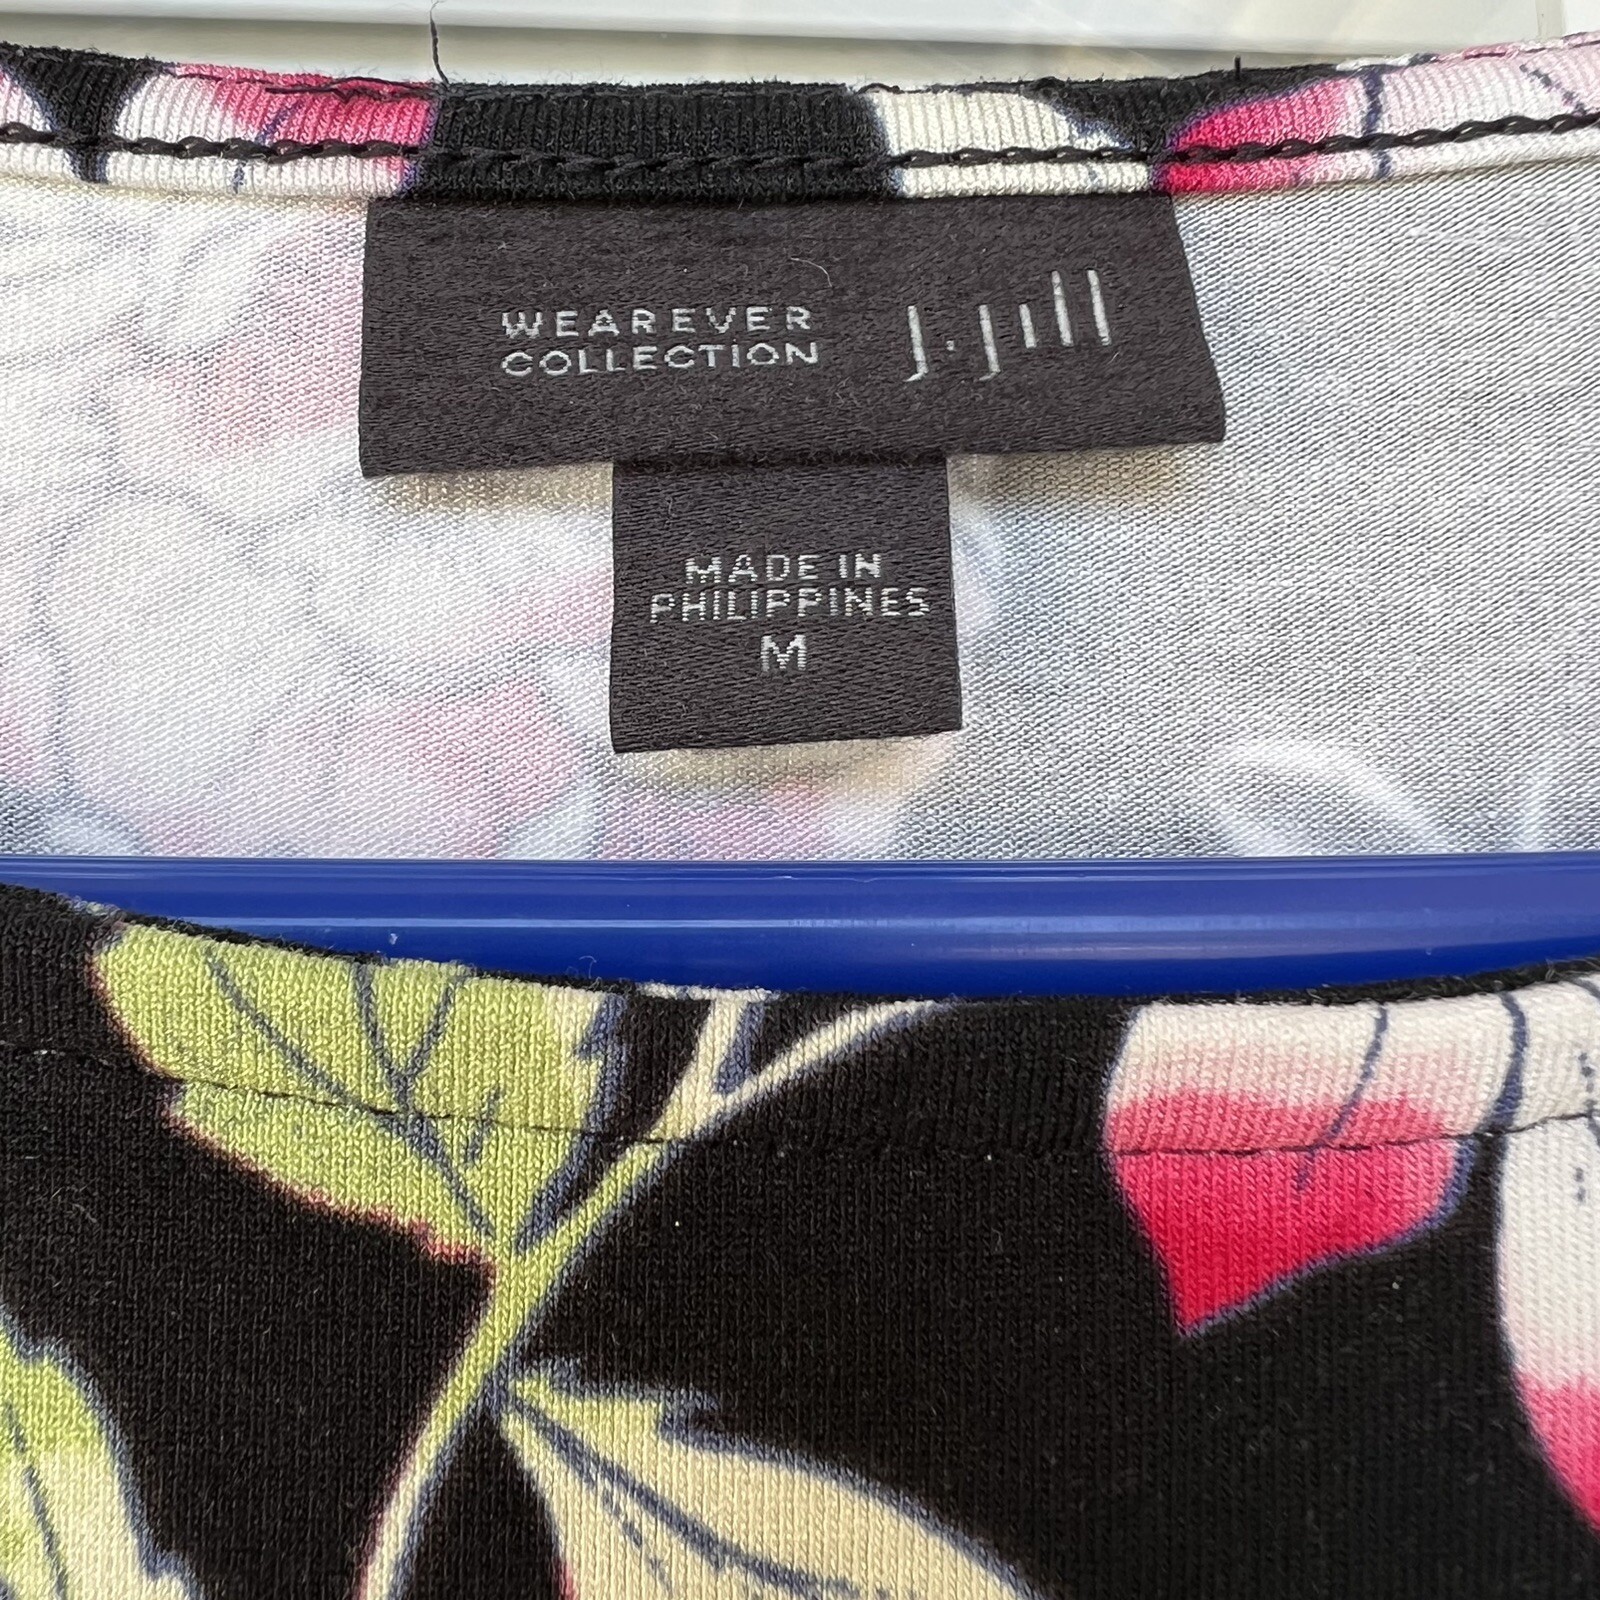 WEAREVER
COLLECTION
J.Jill
MADE IN
PHILIPPINES
M